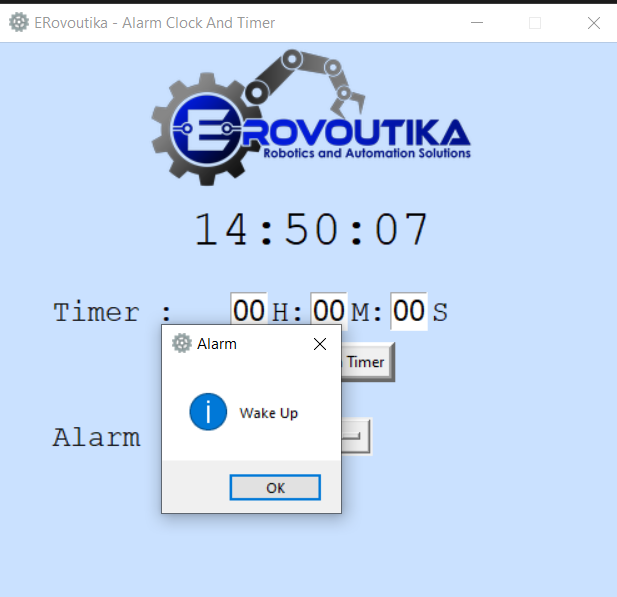 ERovoutika - Alarm Clock And Timer
EROVOUTIKA
Robotics and Automation Solutions
14:50:07
Timer : 00 H: 00 M: 00 S
Alarm
Timer
Wake Up
Alarm
OK